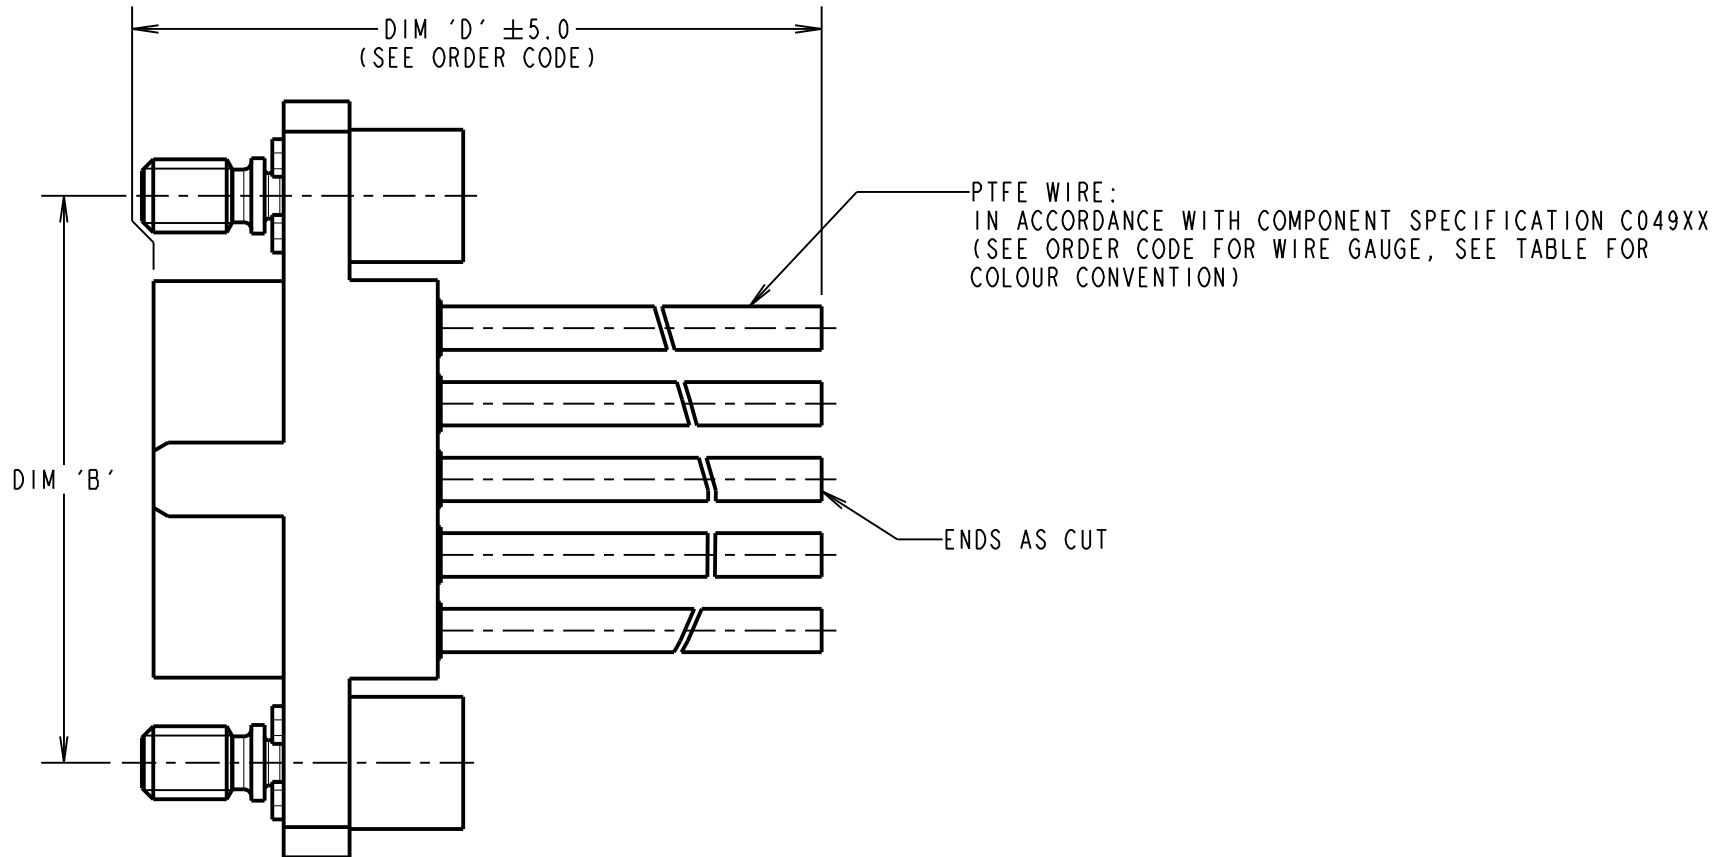 DIM 'D' ±5.0
(SEE ORDER CODE)
PTFE WIRE:
IN ACCORDANCE WITH COMPONENT SPECIFICATION C049XX
(SEE ORDER CODE FOR WIRE GAUGE, SEE TABLE FOR
COLOUR CONVENTION)
DIM 'B'
ENDS AS CUT